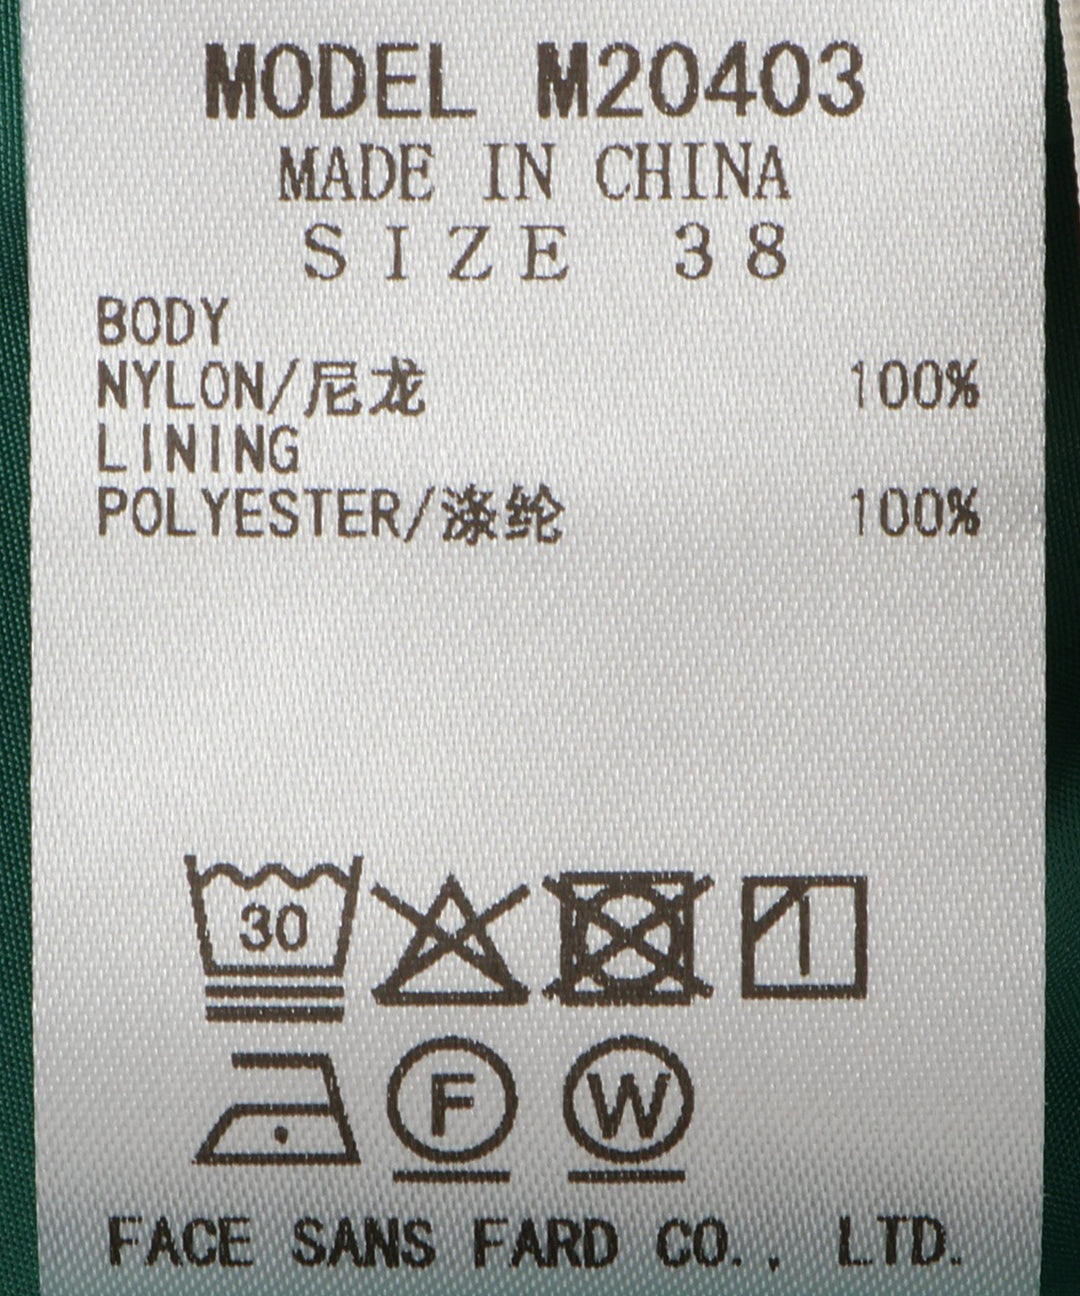 MODEL M20403
MADE IN CHINA
SIZE 38
BODY
NYLON/尼龙 100%
LINING
POLYESTER/涤纶 100%
30
F W
FACE SANS FARD CO., LTD.